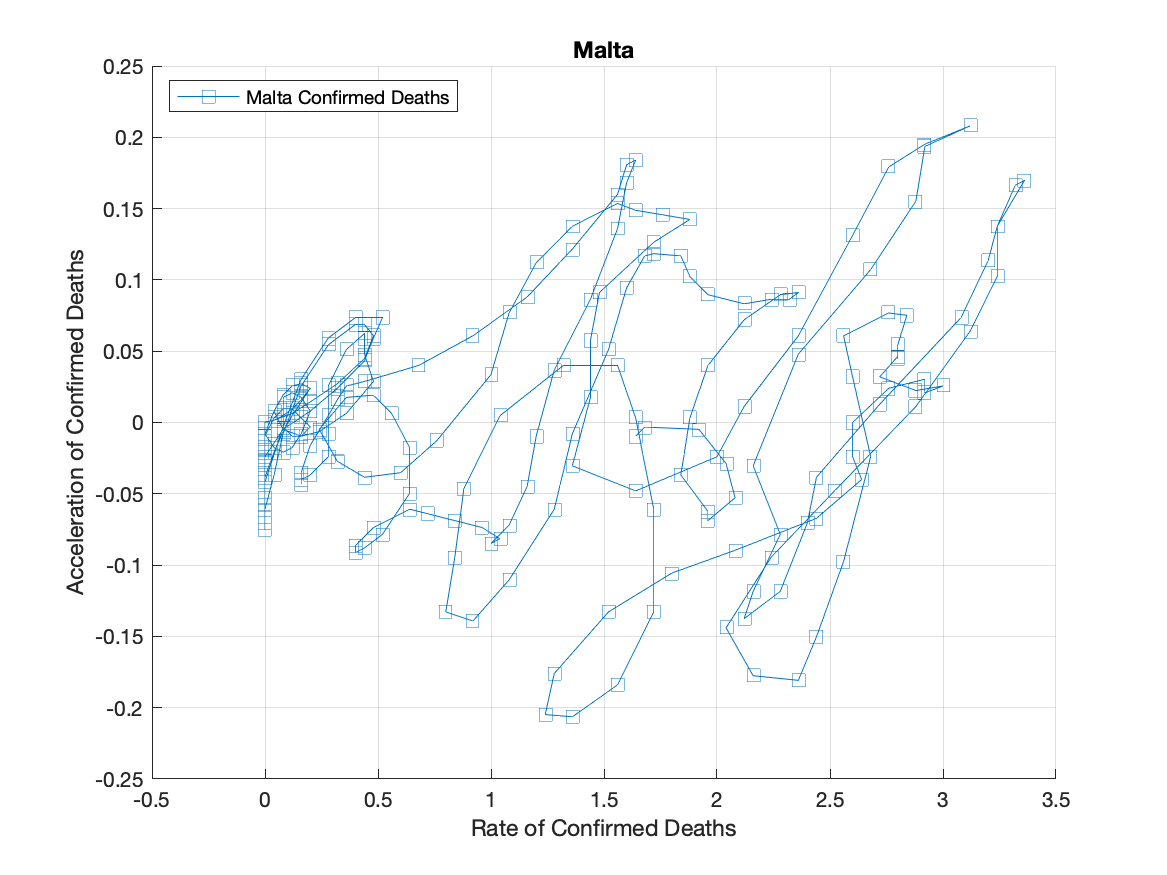 Malta
0.25
Malta Confirmed Deaths
0.2
0.15
0.1
0.05
0
-0.05
-0.1
-0.15
-0.2
-0.25
Acceleration of Confirmed Deaths
-0.5 0 0.5 1 1.5 2 2.5 3 3.5
Rate of Confirmed Deaths